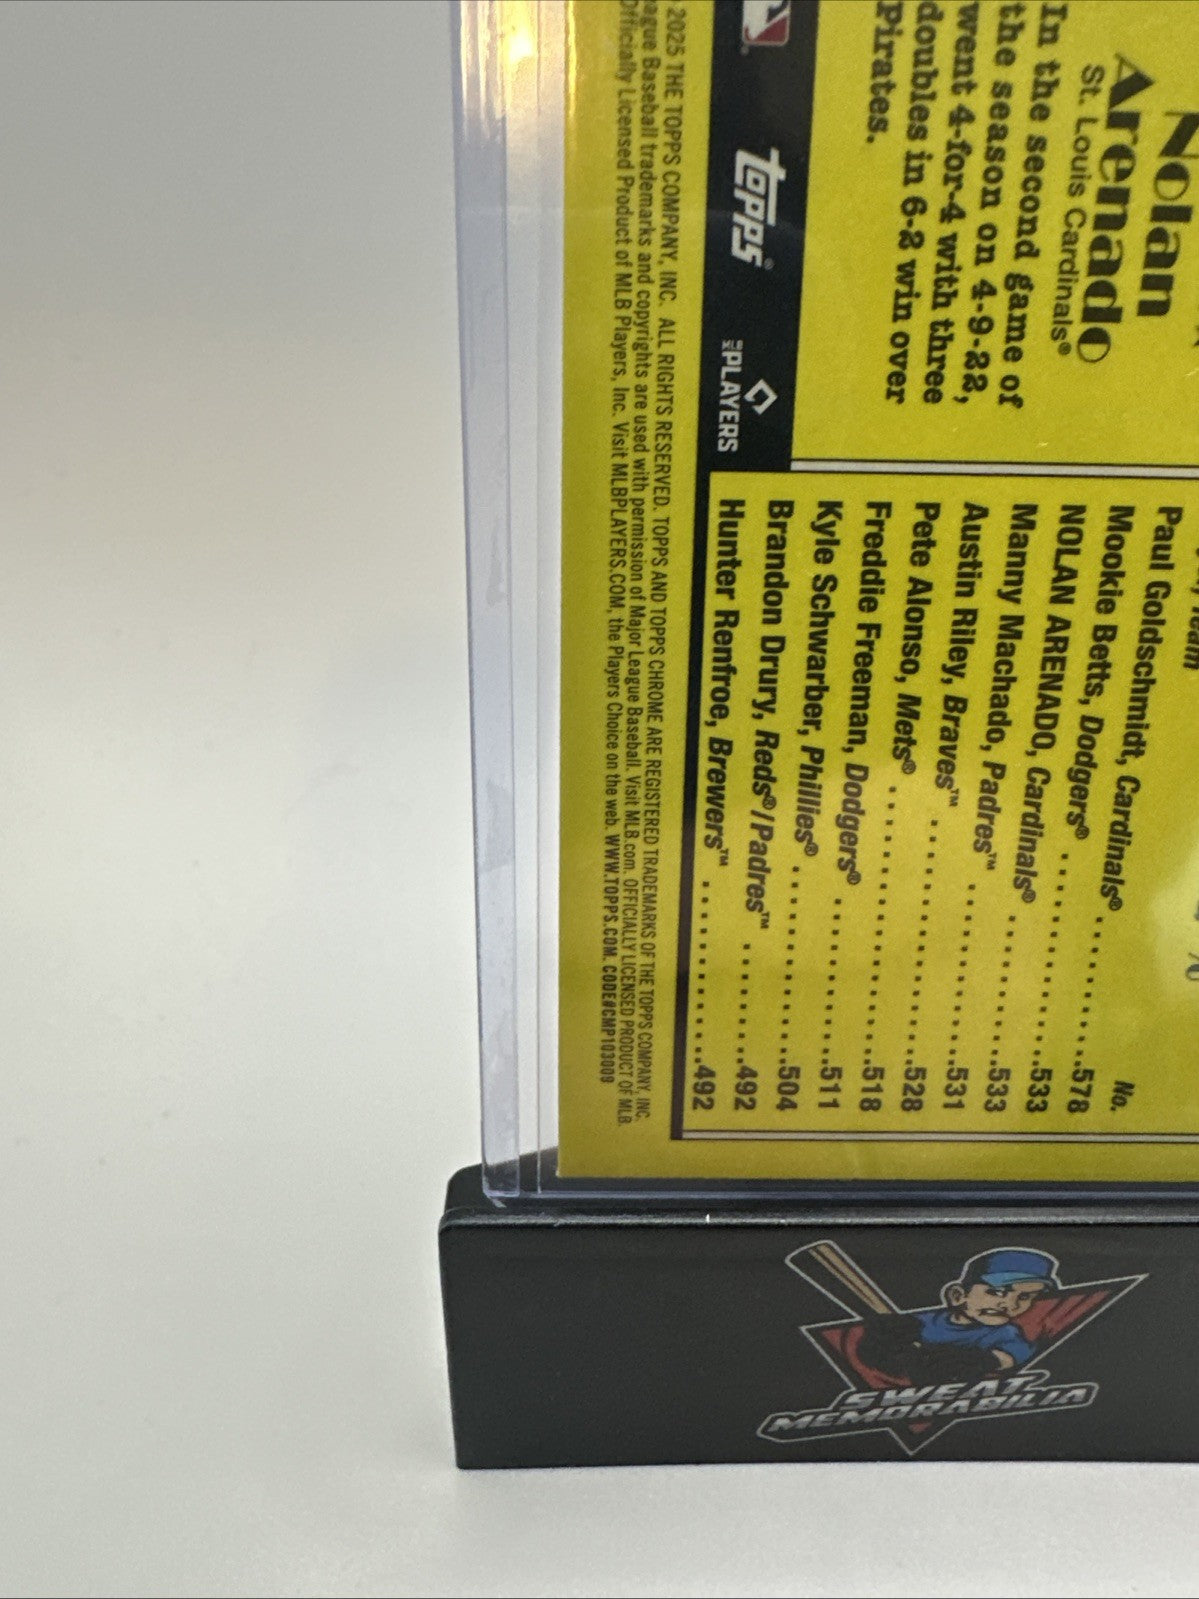 Nolan
Arenado
St. Louis Cardinals®
In the second game of
the season on 4-9-22,
went 4-for-4 with three
doubles in 6-2 win over
Pirates.
No.
Paul Goldschmidt, Cardinals® ..........578
Mookie Betts, Dodgers® ..........533
NOLAN ARENADO, Cardinals® ..........533
Manny Machado, Padres™ ..........531
Austin Riley, Braves™ ..........528
Pete Alonso, Mets® ..........518
Freddie Freeman, Dodgers® ..........511
Kyle Schwarber, Phillies® ..........504
Brandon Drury, Reds®/Padres™ ..........492
Hunter Renfroe, Brewers™ ..........492
topps®
MLB PLAYERS
2025 THE TOPPS COMPANY, INC. ALL RIGHTS RESERVED. TOPPS AND TOPPS CHROME ARE REGISTERED TRADEMARKS OF THE TOPPS COMPANY, INC.
eague Baseball trademarks and copyrights are used with permission of Major League Baseball. Visit MLB.com. OFFICIALLY LICENSED PRODUCT OF MLB
Officially Licensed Product of MLB Players, Inc. Visit MLBPLAYERS.COM, the Players Choice on the web. WWW.TOPPS.COM. CODE#CMP103009
SWEAT
MEMORABILIA